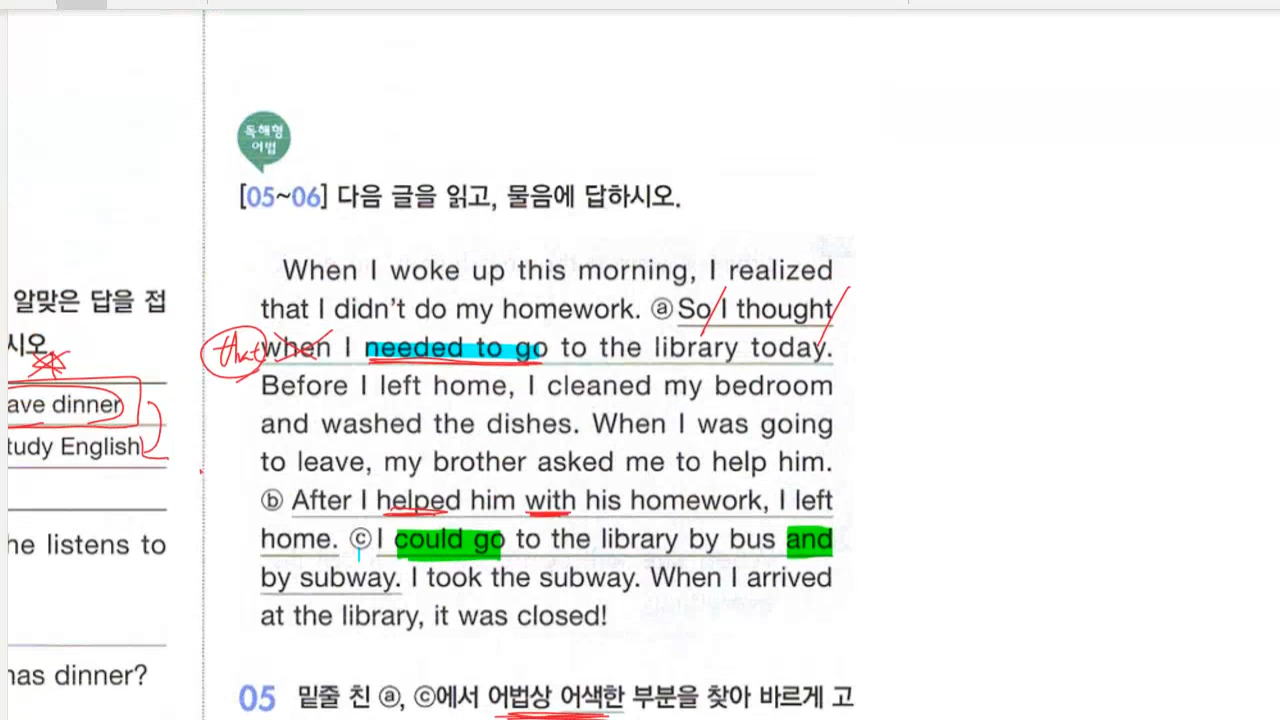 독해형
어법
[05~06] 다음 글을 읽고, 물음에 답하시오.
When I woke up this morning, I realized
that I didn't do my homework. ⓐ So I thought
that when I needed to go to the library today.
Before I left home, I cleaned my bedroom
and washed the dishes. When I was going
to leave, my brother asked me to help him.
ⓑ After I helped him with his homework, I left
home. ⓒ I could go to the library by bus and
by subway. I took the subway. When I arrived
at the library, it was closed!
05 밑줄 친 ⓐ, ⓒ에서 어법상 어색한 부분을 찾아 바르게 고
알맞은 답을 접
시오.
ave dinner
tudy English
he listens to
has dinner?